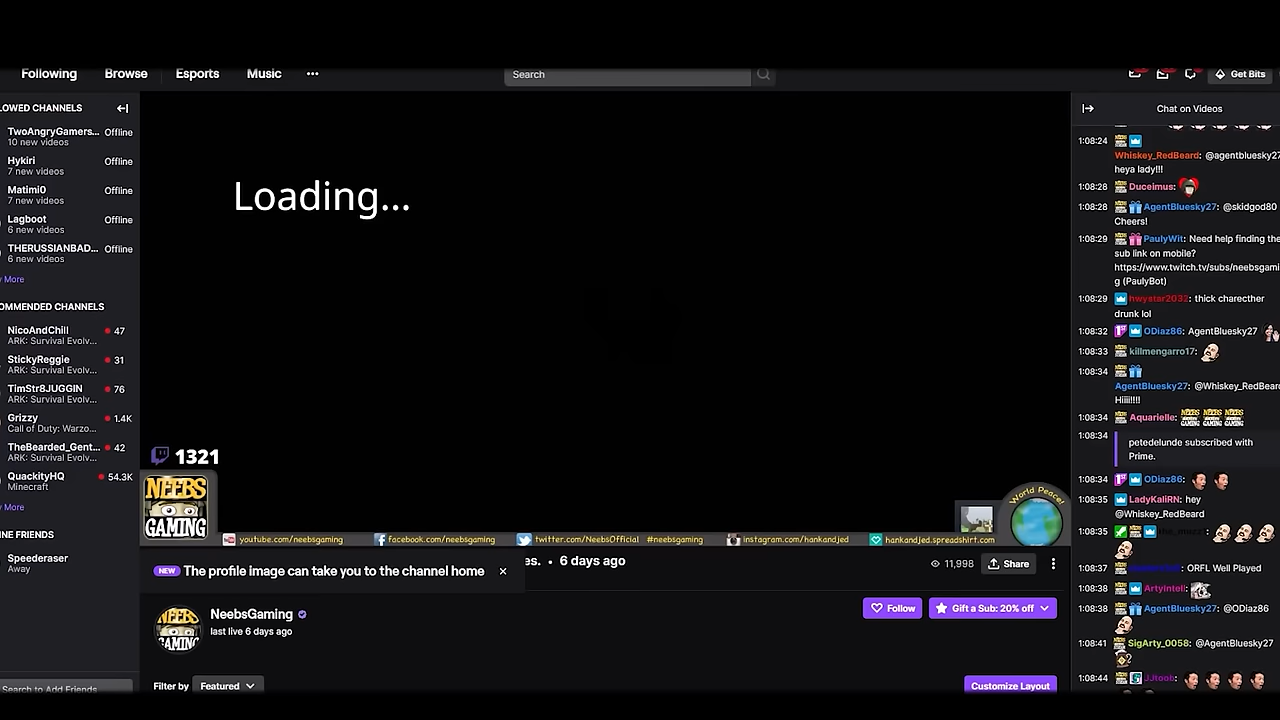 Following
Browse
Esports
Music
Search
Get Bits
LOWED CHANNELS
TwoAngryGamers... Offline
10 new videos
Hykiri Offline
7 new videos
Matimi0 Offline
7 new videos
Lagboot Offline
6 new videos
THERUSSIANBAD... Offline
6 new videos
More
OMMENDED CHANNELS
NicoAndChill 47
ARK: Survival Evolv...
StickyReggie 31
ARK: Survival Evolv...
TimStr8JUGGIN 76
ARK: Survival Evolv...
Grizzy 1.4K
Call of Duty: Warzo...
TheBearded_Gent... 42
ARK: Survival Evolv...
QuackityHQ 54.3K
Minecraft
More
INE FRIENDS
Speederaser
Away
Search to Add Friends
Loading...
1321
NEEBS
GAMING
World Peace!
youtube.com/neebsgaming
facebook.com/neebsgaming
twitter.com/NeebsOfficial #neebsgaming
instagram.com/hankandjed
hankandjed.spreadshirt.com
NEW The profile image can take you to the channel home
es. • 6 days ago
11,998
Share
NeebsGaming
last live 6 days ago
Follow
Gift a Sub: 20% off
Filter by Featured
Customize Layout
Chat on Videos
1:08:24
Whiskey_RedBeard: @agentbluesky27
heya lady!!!
1:08:28 Duceimus:
1:08:28 AgentBluesky27: @skidgod80
Cheers!
1:08:29 PaulyWit: Need help finding the
sub link on mobile?
https://www.twitch.tv/subs/neebsgami
g (PaulyBot)
1:08:29 hwystar2032: thick charecther
drunk lol
1:08:32 ODiaz86: AgentBluesky27
1:08:33 killmengarro17:
1:08:34
AgentBluesky27: @Whiskey_RedBeard
Hiiii!!!!
1:08:34 Aquarielle:
1:08:34 petedelunde subscribed with
Prime.
1:08:34 ODiaz86:
1:08:35 LadyKaliRN: hey
@Whiskey_RedBeard
1:08:35
1:08:37 ORFL Well Played
1:08:38 Artyintoli:
1:08:38 AgentBluesky27: @ODiaz86
1:08:41 SigArty_0058: @AgentBluesky27
1:08:44 JJtoob: